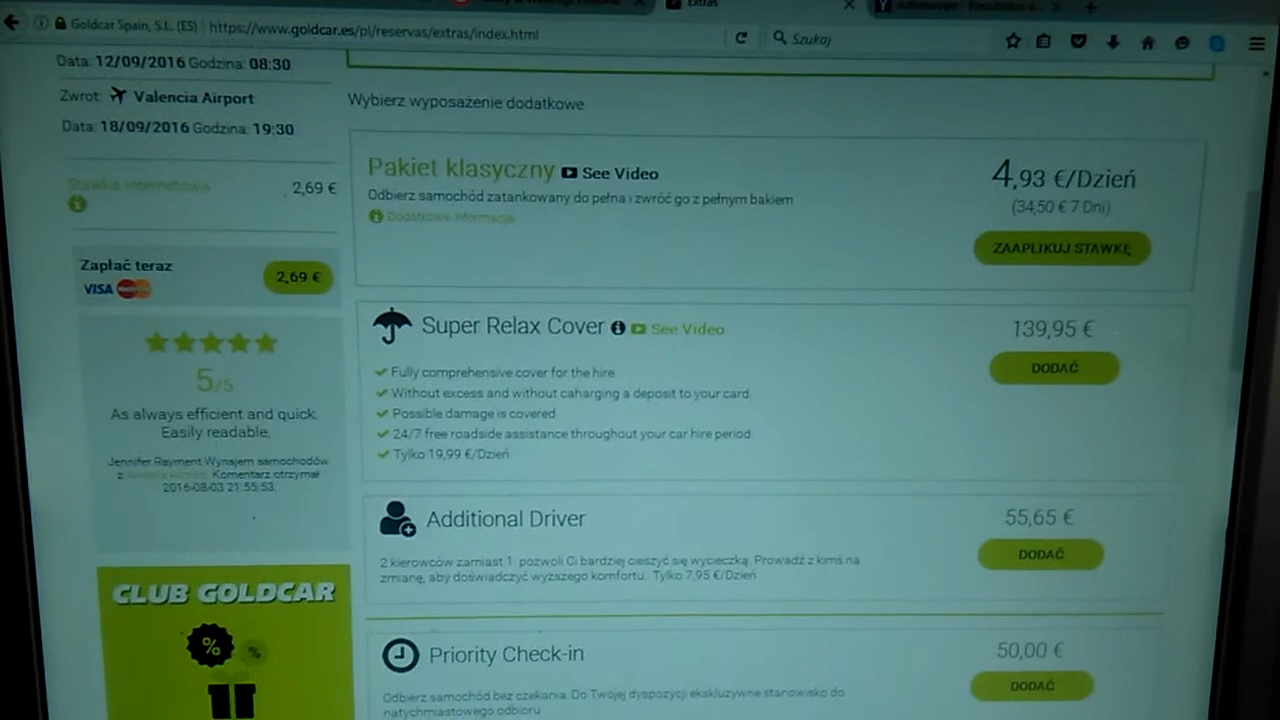 Extras
Goldcar Spain, S.L. (ES)
https://www.goldcar.es/pl/reservas/extras/index.html
Szukaj
Data: 12/09/2016 Godzina: 08:30
Zwrot: Valencia Airport
Data: 18/09/2016 Godzina: 19:30
Stawka internetowa 2,69 €
Zapłać teraz
VISA MasterCard
2,69 €
5/5
As always efficient and quick.
Easily readable.
Jennifer Rayment Wynajem samochodów
z Komentarz otrzymał
2016-08-03 21:55:53.
CLUB GOLDCAR
%
%
Wybierz wyposażenie dodatkowe
Pakiet klasyczny See Video
Odbierz samochód zatankowany do pełna i zwróć go z pełnym bakiem
Dodatkowe informacje
4,93 €/Dzień
(34,50 € 7 Dni)
ZAAPLIKUJ STAWKĘ
Super Relax Cover See Video
Fully comprehensive cover for the hire.
Without excess and without caharging a deposit to your card.
Possible damage is covered
24/7 free roadside assistance throughout your car hire period
Tylko 19,99 €/Dzień
139,95 €
DODAĆ
Additional Driver
2 kierowców zamiast 1. pozwoli Ci bardziej cieszyć się wycieczką. Prowadź z kimś na
zmianę, aby doświadczyć wyższego komfortu.. Tylko 7,95 €/Dzień
55,65 €
DODAĆ
Priority Check-in
Odbierz samochód bez czekania. Do Twojej dyspozycji ekskluzywne stanowisko do
natychmiastowego odbioru
50,00 €
DODAĆ